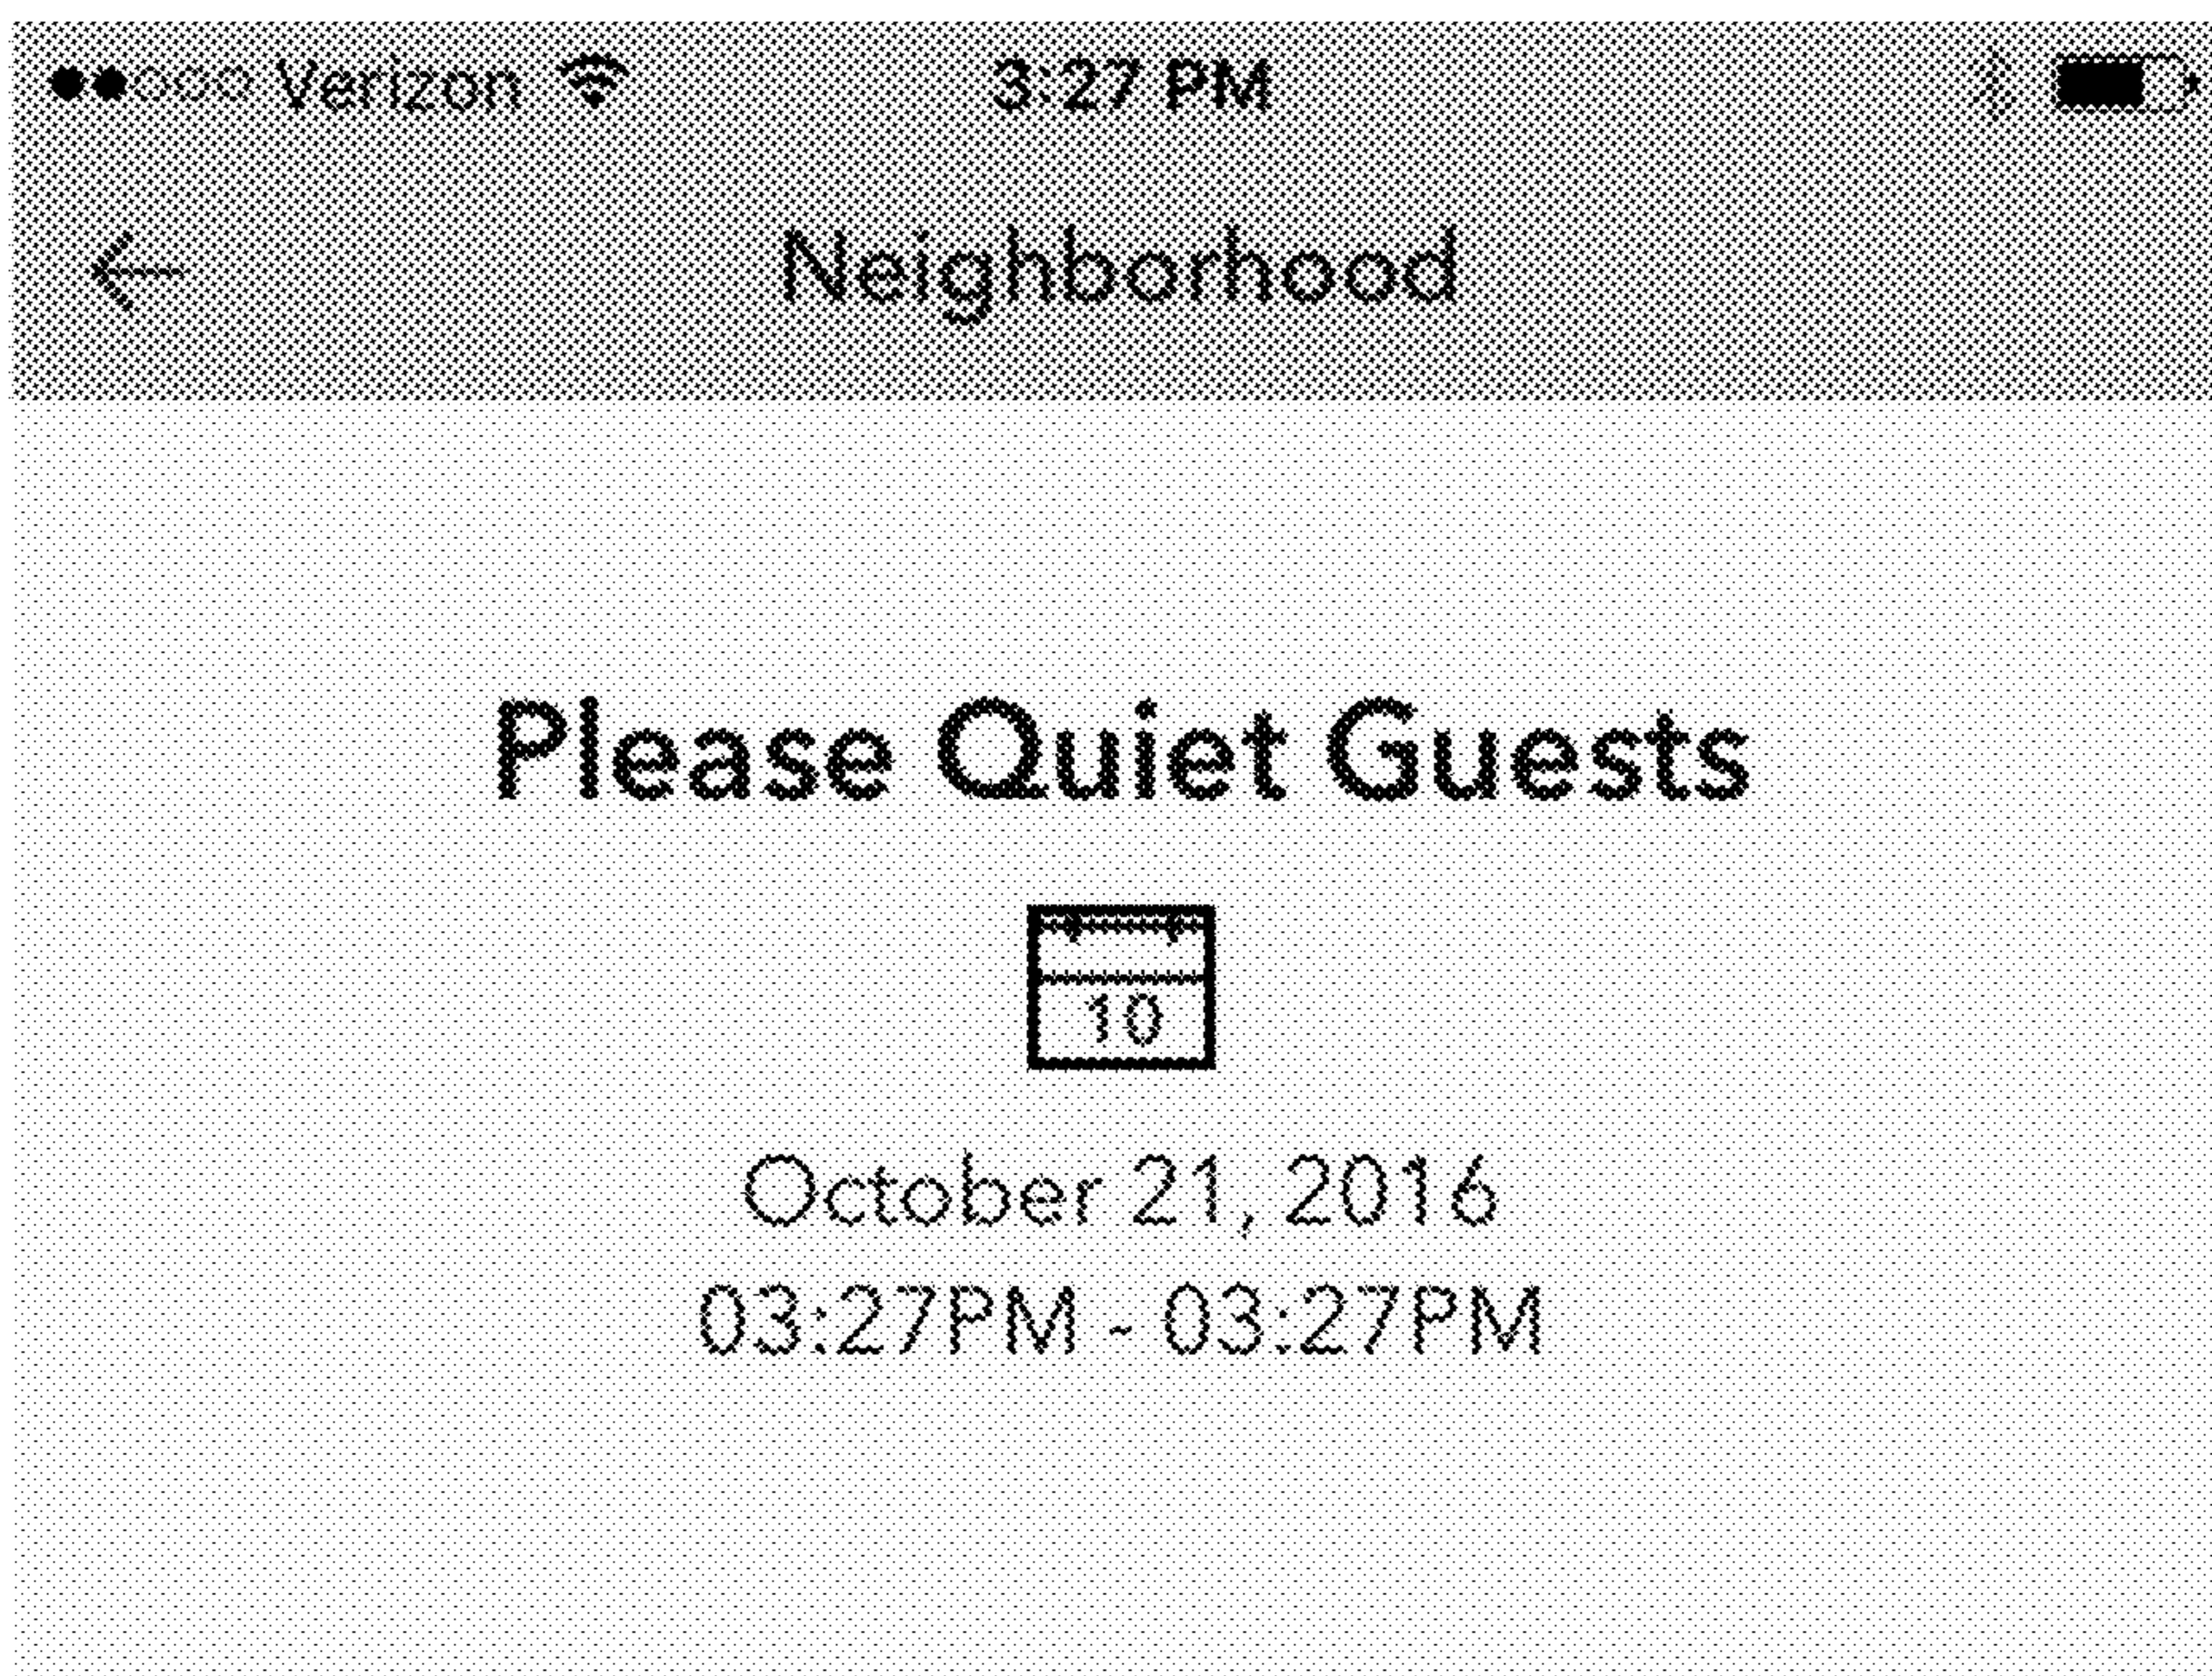 Verizon 3:27 PM
Neighborhood
Please Quiet Guests
10
October 21, 2016
03:27PM - 03:27PM